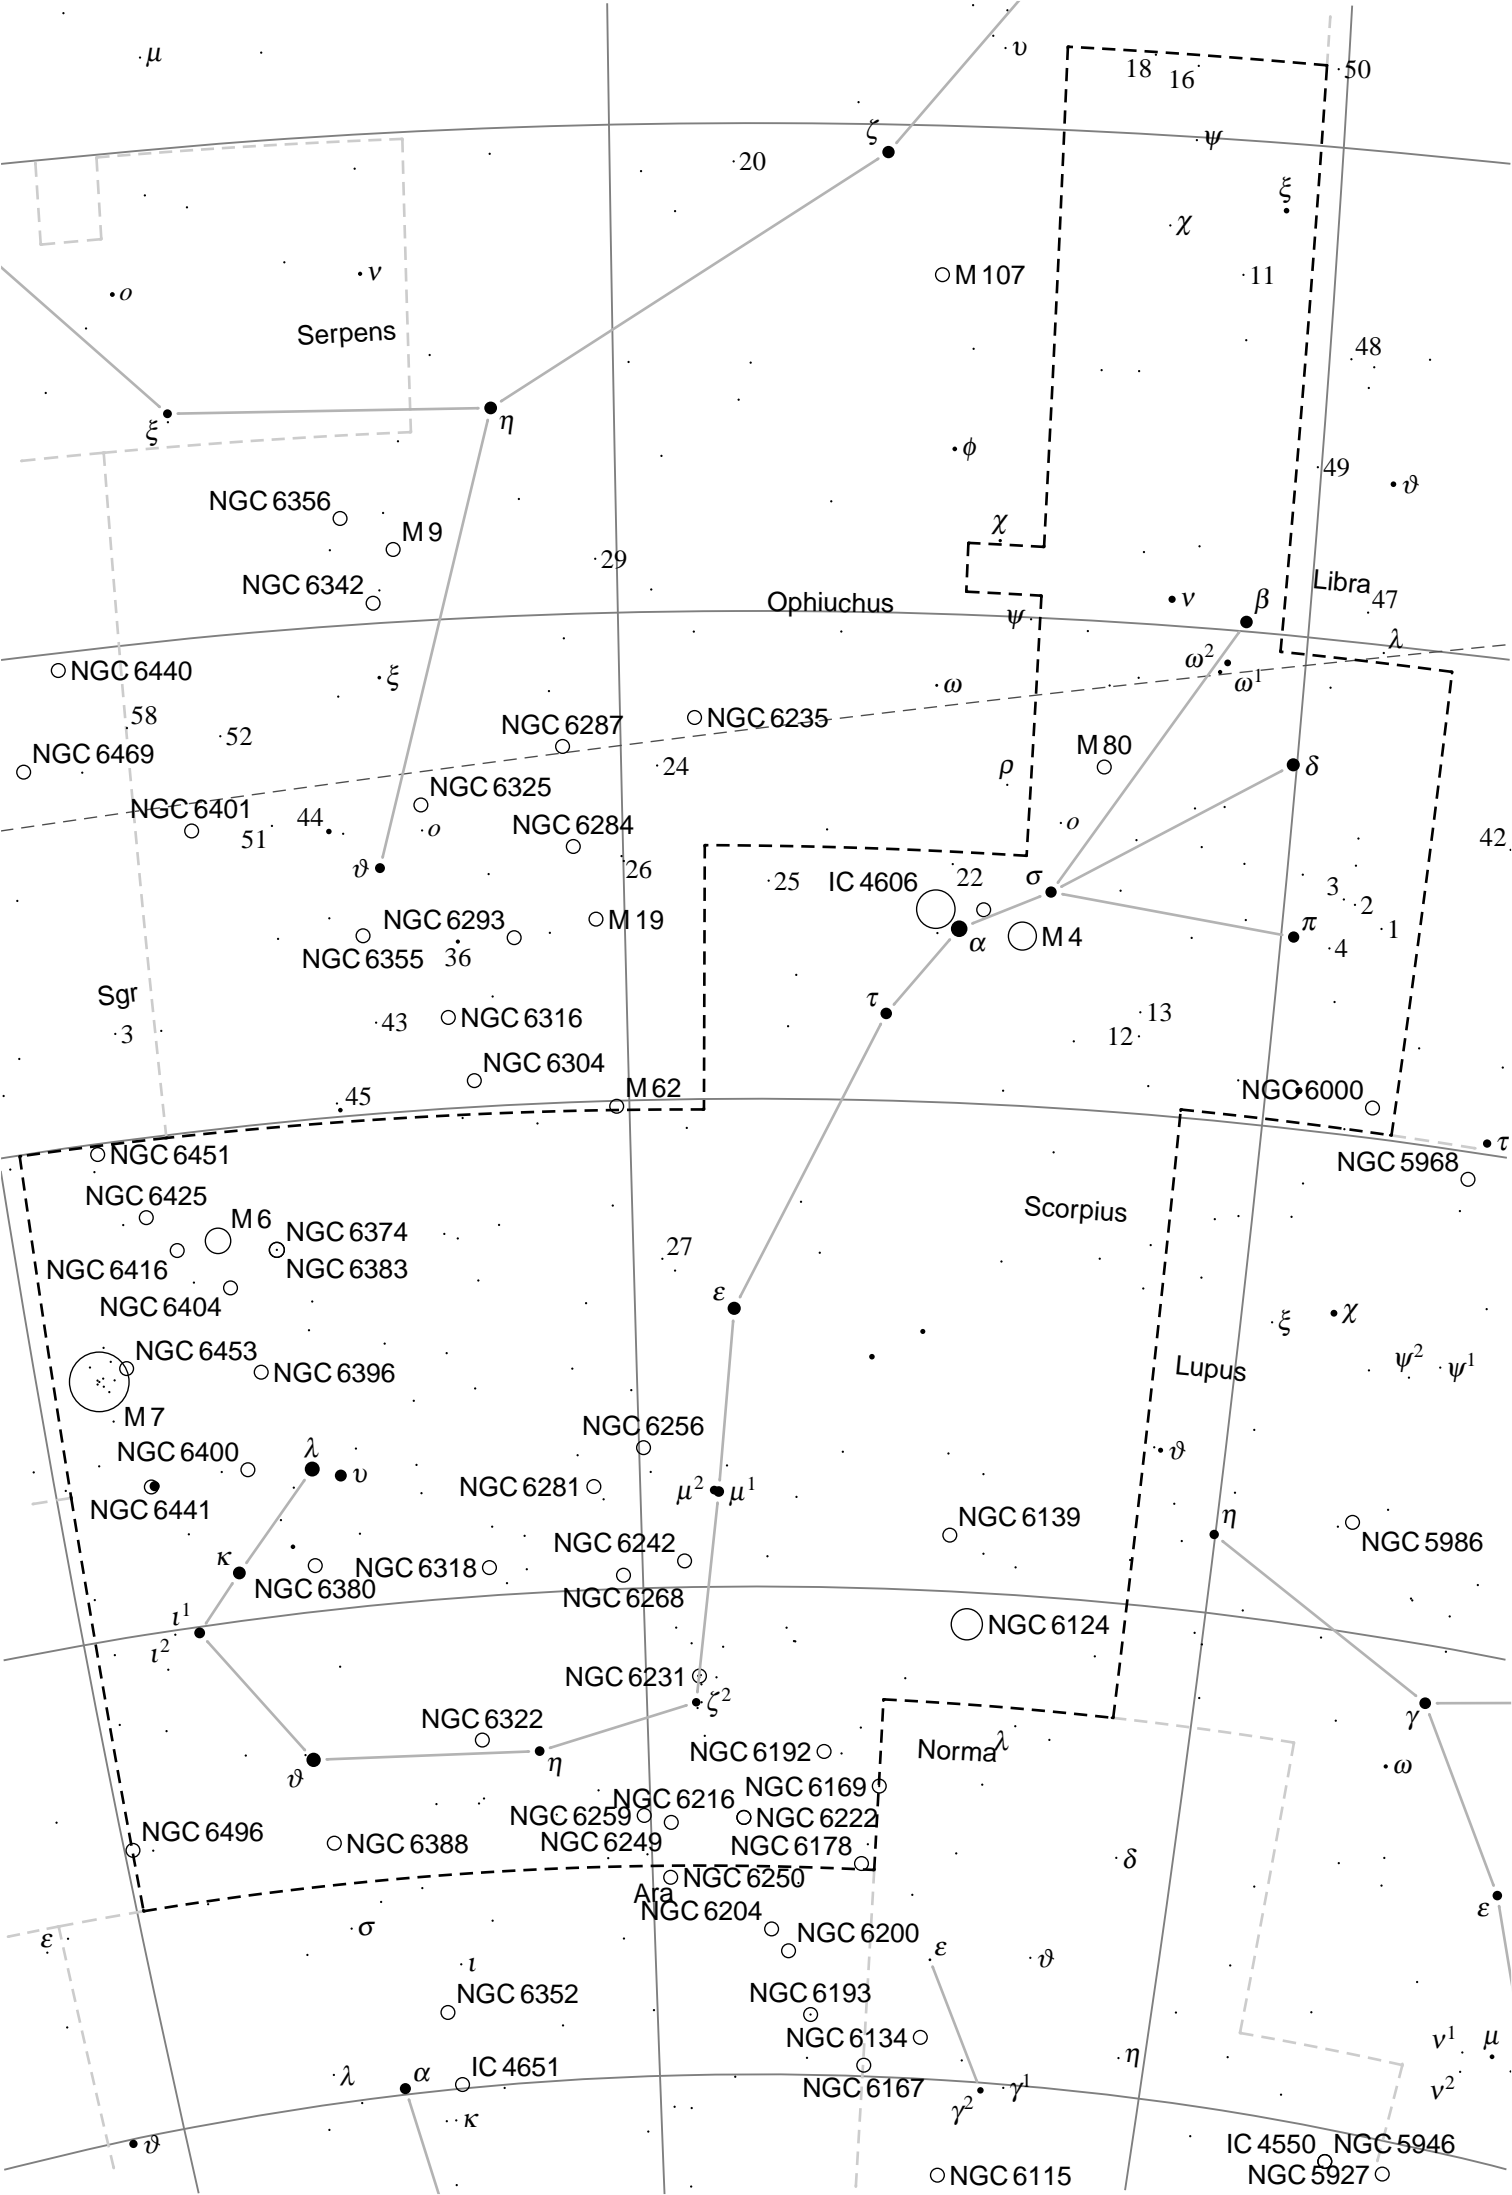 μ
υ
18
16
50
ζ
20
ψ
ξ
χ
M 107
11
ν
ο
Serpens
48
ξ
η
ϕ
49
ϑ
NGC 6356
M 9
χ
29
NGC 6342
Libra
47
Ophiuchus
ν
β
ψ
λ
NGC 6440
ξ
ω
ω²
ω¹
58
52
NGC 6287
NGC 6235
M 80
NGC 6469
24
ρ
δ
NGC 6325
NGC 6401
51
44
ο
NGC 6284
ο
42
ϑ
26
25
IC 4606
22
σ
3
2
NGC 6293
M 19
α
M 4
π
1
4
NGC 6355
36
Sgr
3
43
NGC 6316
τ
13
12
NGC 6304
45
M 62
NGC 6000
τ
NGC 6451
NGC 5968
NGC 6425
M 6
NGC 6374
Scorpius
NGC 6416
NGC 6383
27
NGC 6404
ε
ξ
χ
NGC 6453
NGC 6396
Lupus
ψ²
ψ¹
M 7
NGC 6400
λ
υ
NGC 6256
ϑ
NGC 6441
NGC 6281
μ²
μ¹
NGC 6139
η
NGC 5986
κ
NGC 6380
NGC 6318
NGC 6242
NGC 6268
ι¹
ι²
NGC 6124
NGC 6231
ζ²
NGC 6322
η
NGC 6192
Norma
λ
γ
ω
ϑ
NGC 6169
NGC 6216
NGC 6259
NGC 6222
NGC 6496
NGC 6388
NGC 6249
NGC 6178
δ
NGC 6250
Ara
NGC 6204
ε
ε
σ
NGC 6200
ε
ϑ
ι
NGC 6352
NGC 6193
NGC 6134
ν¹
μ
λ
α
IC 4651
NGC 6167
η
γ¹
γ²
ν²
κ
ϑ
IC 4550
NGC 5946
NGC 6115
NGC 5927